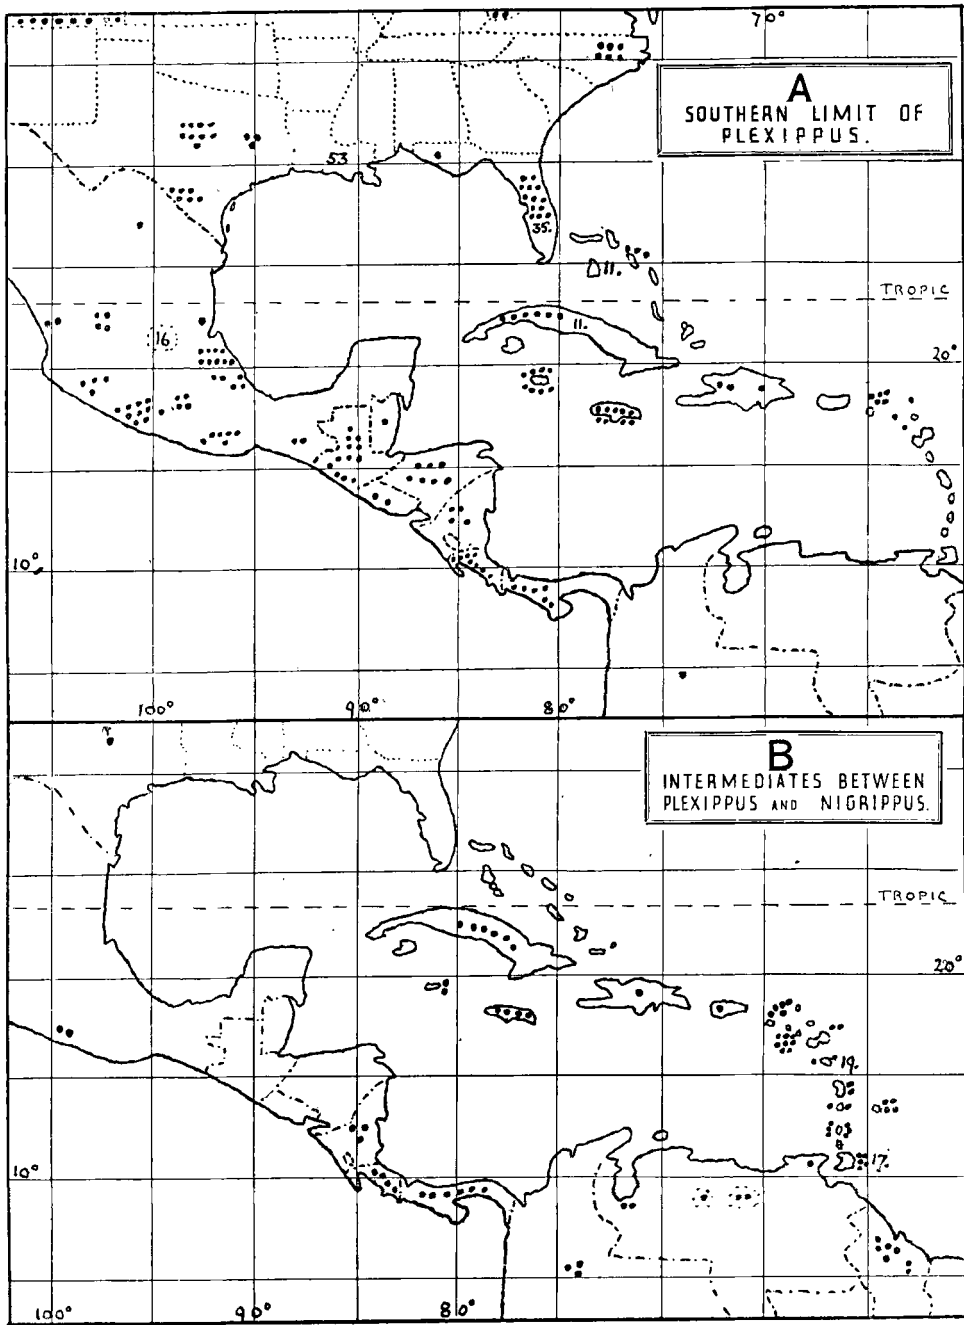 70°
A
SOUTHERN LIMIT OF
PLEXIPPUS.
53
35.
11.
TROPIC
16
11.
20°
10°
100°
90°
80°
B
INTERMEDIATES BETWEEN
PLEXIPPUS AND NIGRIPPUS.
TROPIC
20°
19.
17.
10°
100°
90°
80°